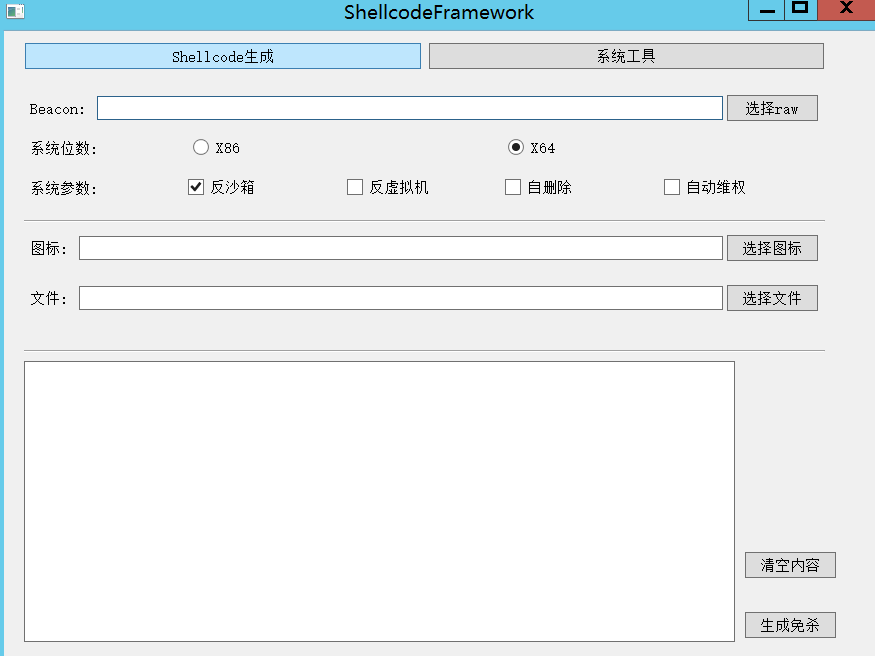 ShellcodeFramework
Shellcode生成 系统工具
Beacon: 选择raw
系统位数: X86 X64
系统参数: 反沙箱 反虚拟机 自删除 自动维权
图标: 选择图标
文件: 选择文件
清空内容
生成免杀